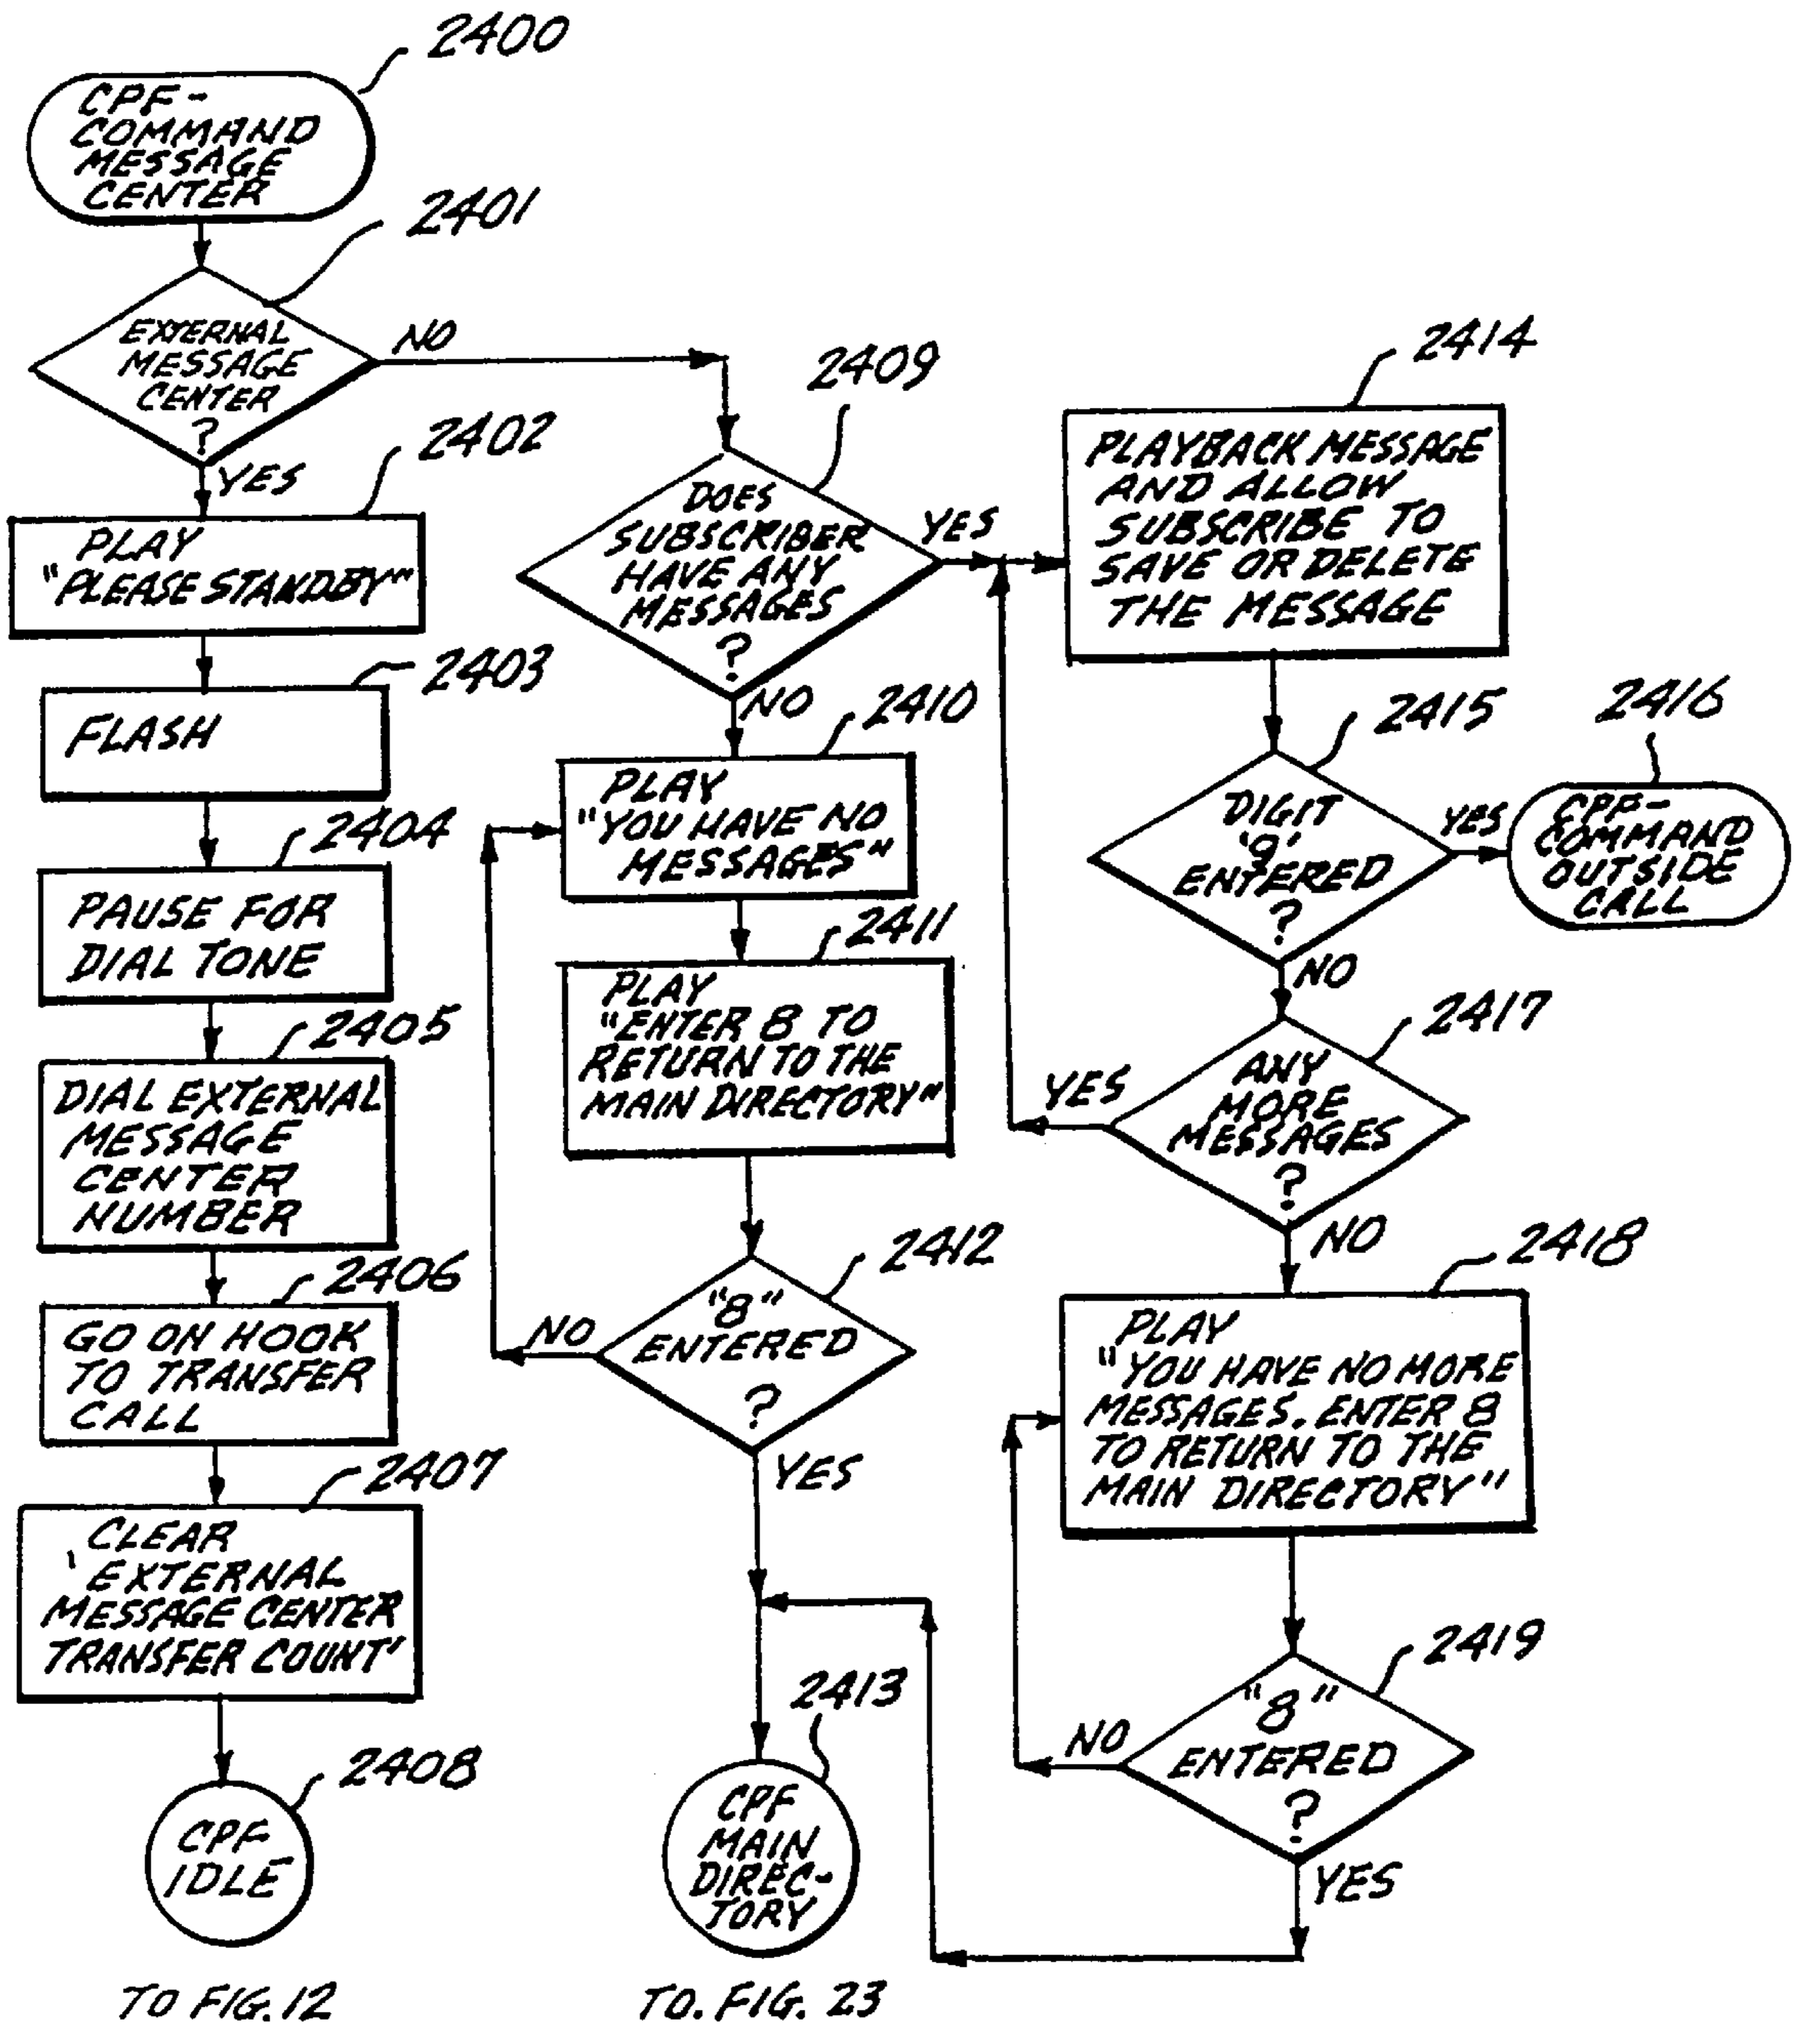 2400
CPF-
COMMAND
MESSAGE
CENTER
2401
EXTERNAL
MESSAGE
CENTER
?
NO
YES
2402
PLAY
"PLEASE STANDBY"
2403
FLASH
2404
PAUSE FOR
DIAL TONE
2405
DIAL EXTERNAL
MESSAGE
CENTER
NUMBER
2406
GO ON HOOK
TO TRANSFER
CALL
2407
CLEAR
'EXTERNAL
MESSAGE CENTER
TRANSFER COUNT'
2408
CPF
IDLE
TO FIG. 12
2409
DOES
SUBSCRIBER
HAVE ANY
MESSAGES
?
YES
NO
2410
PLAY
"YOU HAVE NO
MESSAGES"
2411
PLAY
"ENTER 8 TO
RETURN TO THE
MAIN DIRECTORY"
2412
"8"
ENTERED
?
NO
YES
2413
CPF
MAIN
DIREC-
TORY
TO. FIG. 23
2414
PLAYBACK MESSAGE
AND ALLOW
SUBSCRIBE TO
SAVE OR DELETE
THE MESSAGE
2415
DIGIT
'9'
ENTERED
?
YES
NO
2416
CPF-
COMMAND
OUTSIDE
CALL
2417
ANY
MORE
MESSAGES
?
YES
NO
2418
PLAY
"YOU HAVE NO MORE
MESSAGES. ENTER 8
TO RETURN TO THE
MAIN DIRECTORY"
2419
"8"
ENTERED
?
NO
YES